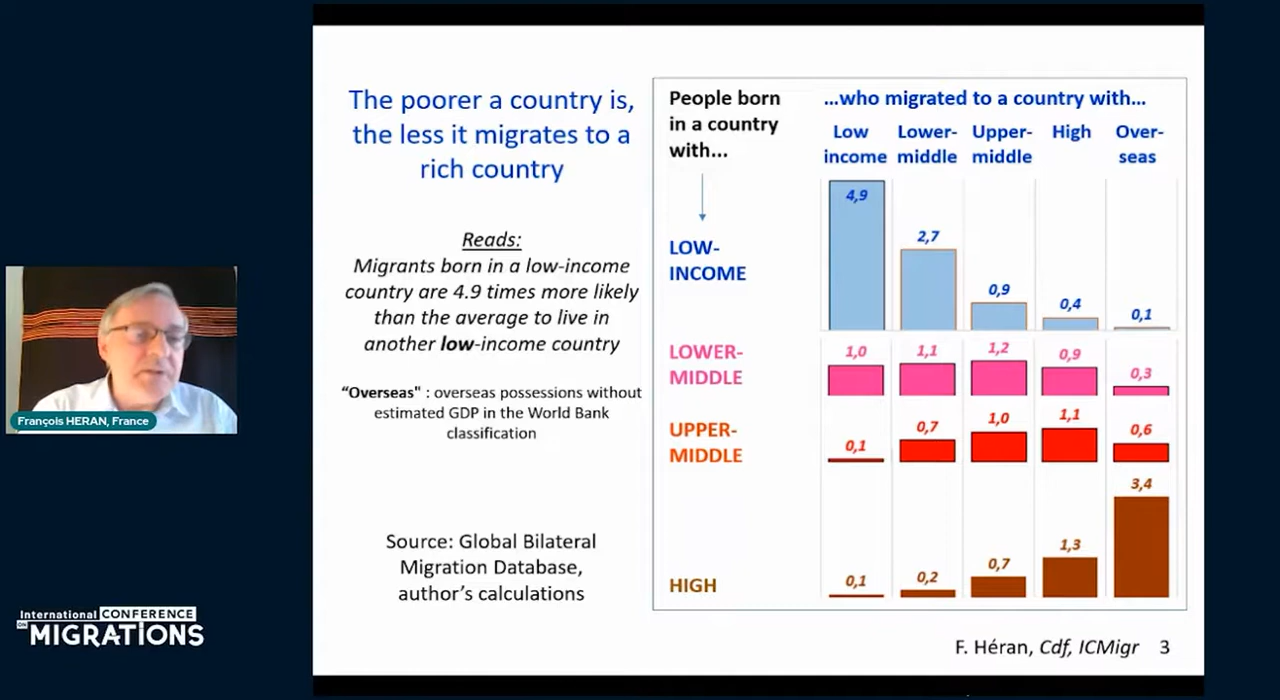 The poorer a country is,
the less it migrates to a
rich country
Reads:
Migrants born in a low-income
country are 4.9 times more likely
than the average to live in
another low-income country
“Overseas" : overseas possessions without
estimated GDP in the World Bank
classification
Source: Global Bilateral
Migration Database,
author’s calculations
People born
in a country
with...
...who migrated to a country with...
Low
income
Lower-
middle
Upper-
middle
High
Over-
seas
LOW-
INCOME
4,9
2,7
0,9
0,4
0,1
LOWER-
MIDDLE
1,0
1,1
1,2
0,9
0,3
UPPER-
MIDDLE
0,1
0,7
1,0
1,1
0,6
HIGH
0,1
0,2
0,7
1,3
3,4
F. Héran, Cdf, ICMigr 3
François HERAN, France
International CONFERENCE
ON MIGRATIONS